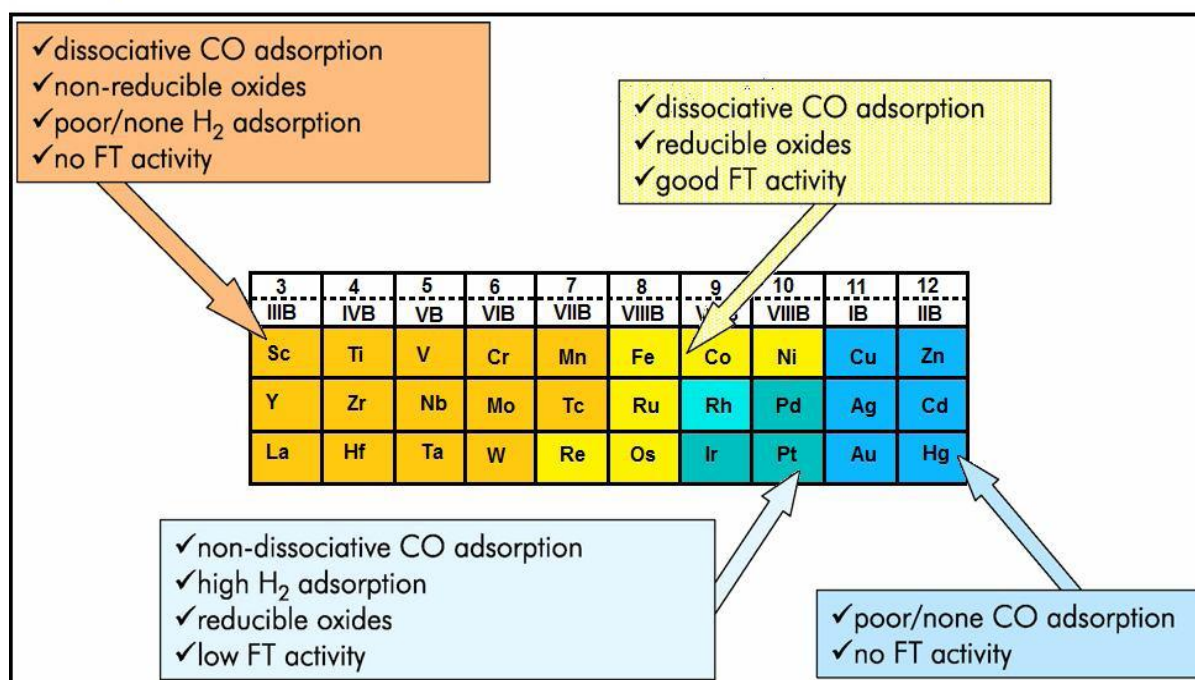 ✓dissociative CO adsorption
✓non-reducible oxides
✓poor/none H₂ adsorption
✓no FT activity
✓dissociative CO adsorption
✓reducible oxides
✓good FT activity
3 4 5 6 7 8 9 10 11 12
IIIB IVB VB VIB VIIB VIIIB VIIIB IB IIB
Sc Ti V Cr Mn Fe Co Ni Cu Zn
Y Zr Nb Mo Tc Ru Rh Pd Ag Cd
La Hf Ta W Re Os Ir Pt Au Hg
✓non-dissociative CO adsorption
✓high H₂ adsorption
✓reducible oxides
✓low FT activity
✓poor/none CO adsorption
✓no FT activity